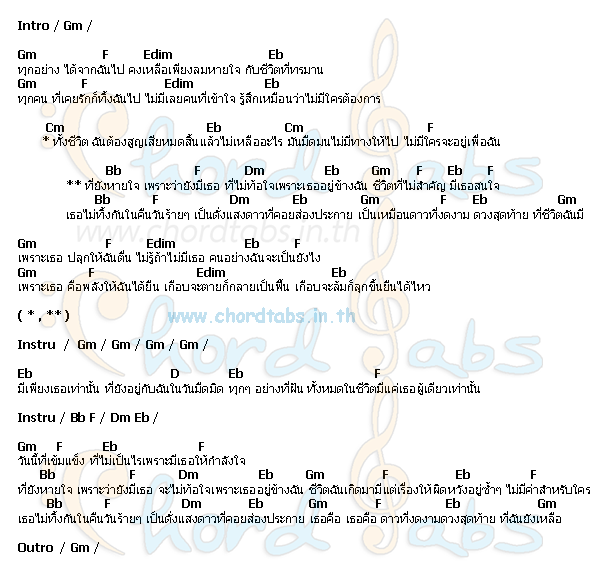 Intro / Gm /
Gm F Edim Eb
ทุกอย่าง ได้จากฉันไป คงเหลือเพียงลมหายใจ กับชีวิตที่ทรมาน
Gm F Edim Eb
ทุกคน ที่เคยรักก็ทิ้งฉันไป ไม่มีเลยคนที่เข้าใจ รู้สึกเหมือนว่าไม่มีใครต้องการ
Cm Eb Cm F
* ทั้งชีวิต ฉันต้องสูญเสียหมดสิ้นแล้วไม่เหลืออะไร มันมืดมนไม่มีทางให้ไป ไม่มีใครจะอยู่เพื่อฉัน
Bb F Dm Eb Gm F Eb F
** ที่ยังหายใจ เพราะว่ายังมีเธอ ที่ไม่ท้อใจเพราะเธออยู่ข้างฉัน ชีวิตที่ไม่สำคัญ มีเธอสนใจ
Bb F Dm Eb Gm F Eb Gm
เธอไม่ทิ้งกันในคืนวันร้ายๆ เป็นดั่งแสงดาวที่คอยส่องประกาย เป็นเหมือนดาวที่งดงาม ดวงสุดท้าย ที่ชีวิตฉันมี
Gm F Edim Eb F
เพราะเธอ ปลุกให้ฉันตื่น ไม่รู้ถ้าไม่มีเธอ คนอย่างฉันจะเป็นยังไง
Gm F Edim Eb
เพราะเธอ คือพลังให้ฉันได้ยืน เกือบจะตายก็กลายเป็นฟื้น เกือบจะล้มก็ลุกขึ้นยืนได้ไหว
( * , ** )
www.chordtabs.in.th
Instru / Gm / Gm / Gm / Gm /
Eb D Eb F
มีเพียงเธอเท่านั้น ที่ยังอยู่กับฉันในวันมืดมิด ทุกๆ อย่างที่ฝัน ทั้งหมดในชีวิตมีแค่เธอผู้เดียวเท่านั้น
Instru / Bb F / Dm Eb /
Gm F Eb F
วันนี้ที่เข้มแข็ง ที่ไม่เป็นไรเพราะมีเธอให้กำลังใจ
Bb F Dm Eb Gm F Eb F
ที่ยังหายใจ เพราะว่ายังมีเธอ จะไม่ท้อใจเพราะเธออยู่ข้างฉัน ชีวิตฉันเกิดมามีแต่เรื่องให้ผิดหวังอยู่ซ้ำๆ ไม่มีค่าสำหรับใคร
Bb F Dm Eb Gm F Eb Gm
เธอไม่ทิ้งกันในคืนวันร้ายๆ เป็นดั่งแสงดาวที่คอยส่องประกาย เธอคือ เธอคือ ดาวที่งดงามดวงสุดท้าย ที่ฉันยังเหลือ
Outro / Gm /